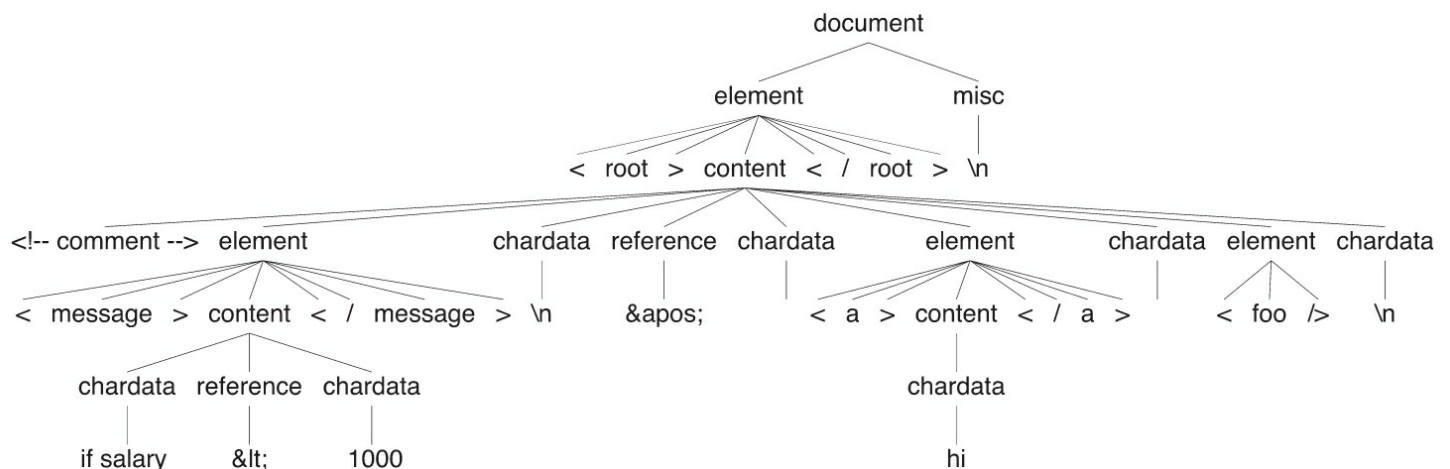 document
element misc
< root > content < / root > \n
<!-- comment --> element chardata reference chardata element chardata element chardata
< message > content < / message > \n &apos; < a > content < / a > < foo /> \n
chardata reference chardata chardata
if salary &lt; 1000 hi